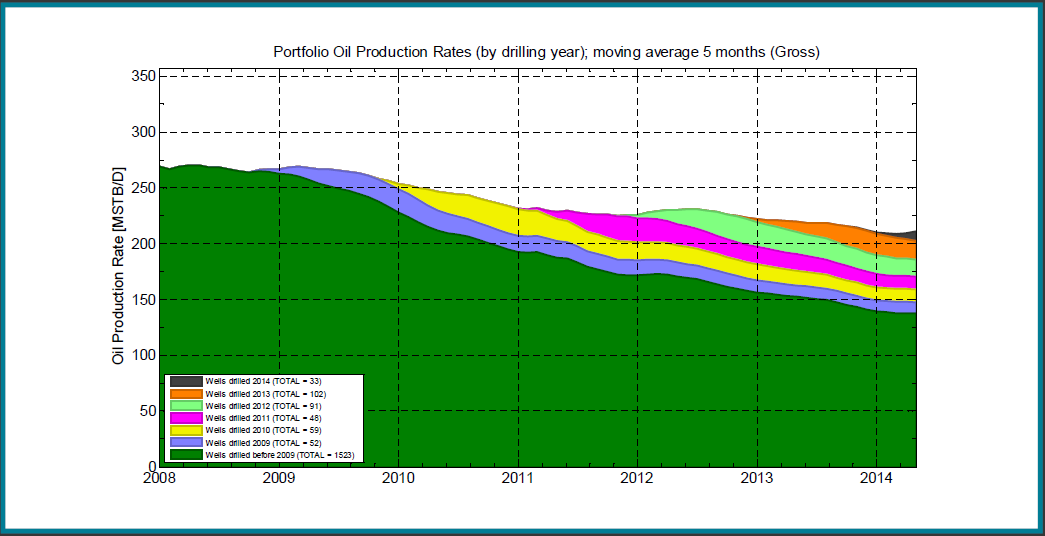 Portfolio Oil Production Rates (by drilling year); moving average 5 months (Gross)
350
300
250
200
150
100
50
0
Oil Production Rate [MSTB/D]
Wells drilled 2014 (TOTAL = 33)
Wells drilled 2013 (TOTAL = 102)
Wells drilled 2012 (TOTAL = 91)
Wells drilled 2011 (TOTAL = 48)
Wells drilled 2010 (TOTAL = 59)
Wells drilled 2009 (TOTAL = 52)
Wells drilled before 2009 (TOTAL = 1523)
2008 2009 2010 2011 2012 2013 2014